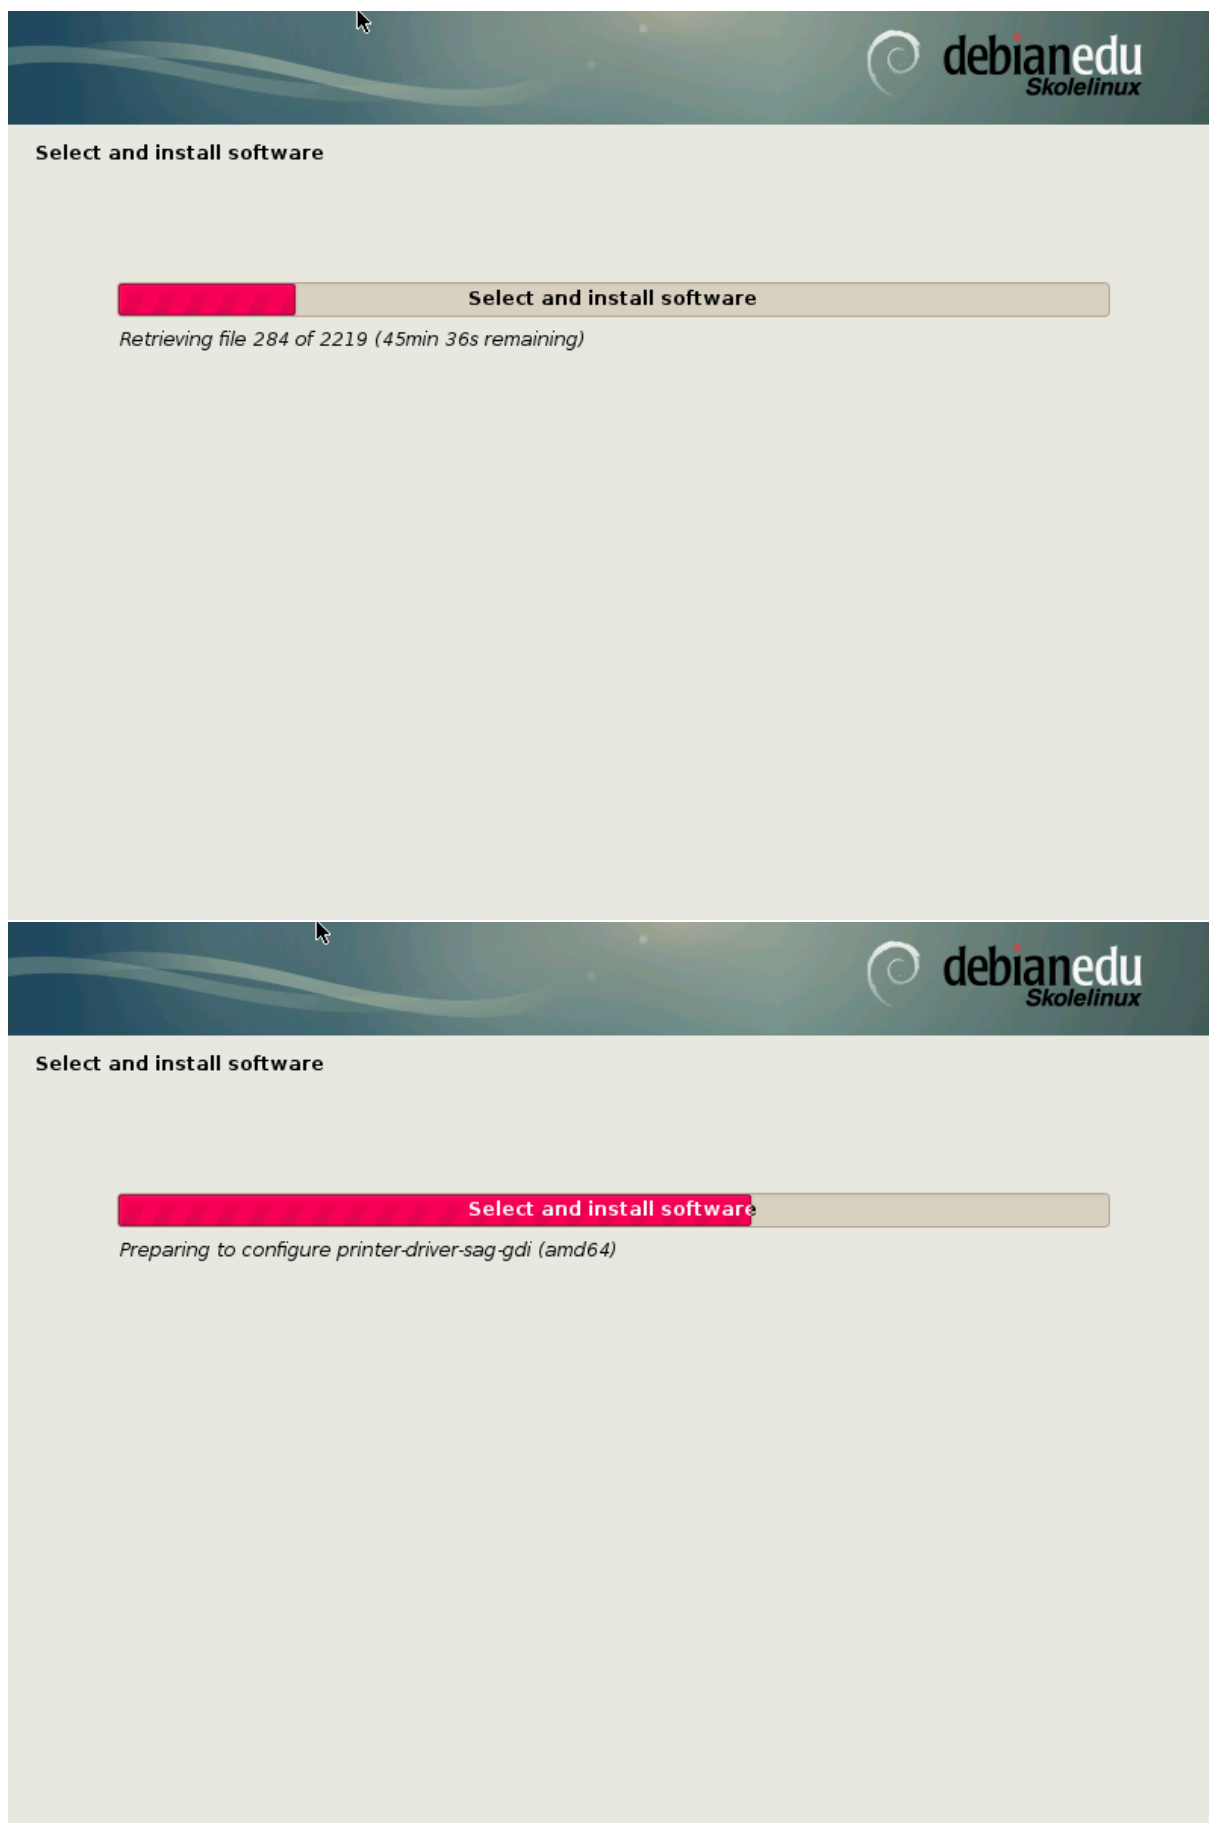 debianedu
Skolelinux
Select and install software
Select and install software
Retrieving file 284 of 2219 (45min 36s remaining)
debianedu
Skolelinux
Select and install software
Select and install software
Preparing to configure printer-driver-sag-gdi (amd64)